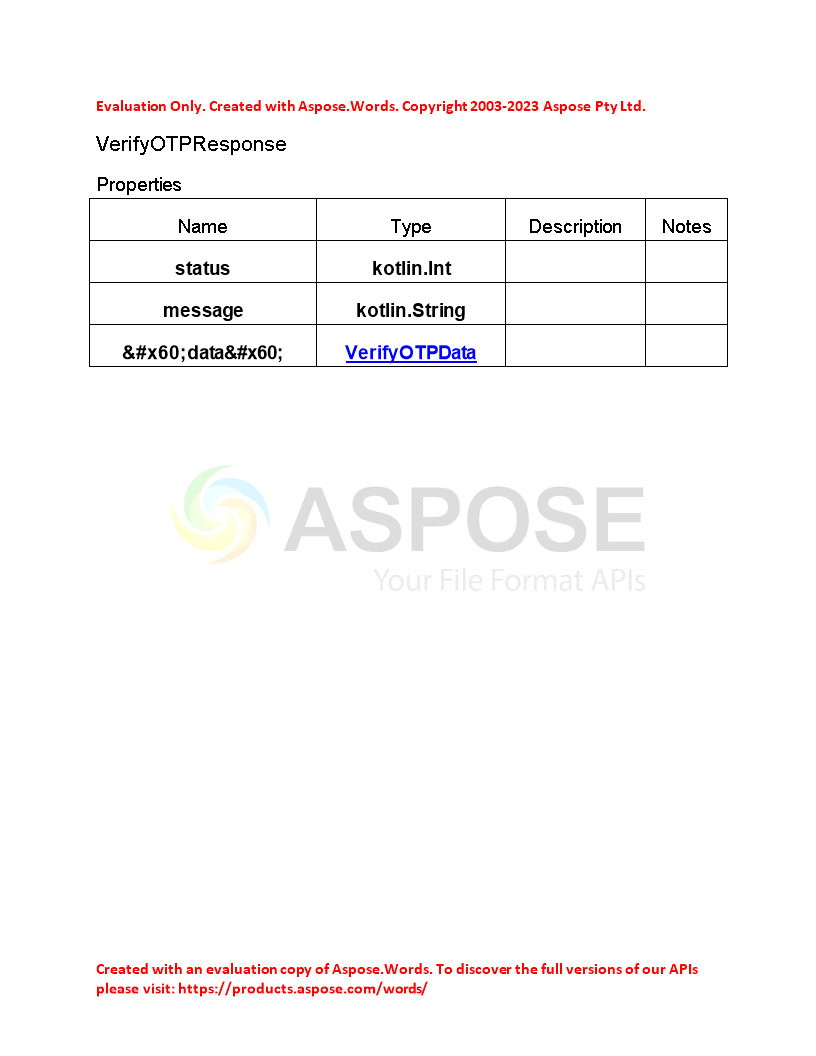 Evaluation Only. Created with Aspose.Words. Copyright 2003-2023 Aspose Pty Ltd.
VerifyOTPResponse
Properties
Name Type Description Notes
status kotlin.Int
message kotlin.String
&#x60;data&#x60; VerifyOTPData
ASPOSE
Your File Format APIs
Created with an evaluation copy of Aspose.Words. To discover the full versions of our APIs
please visit: https://products.aspose.com/words/